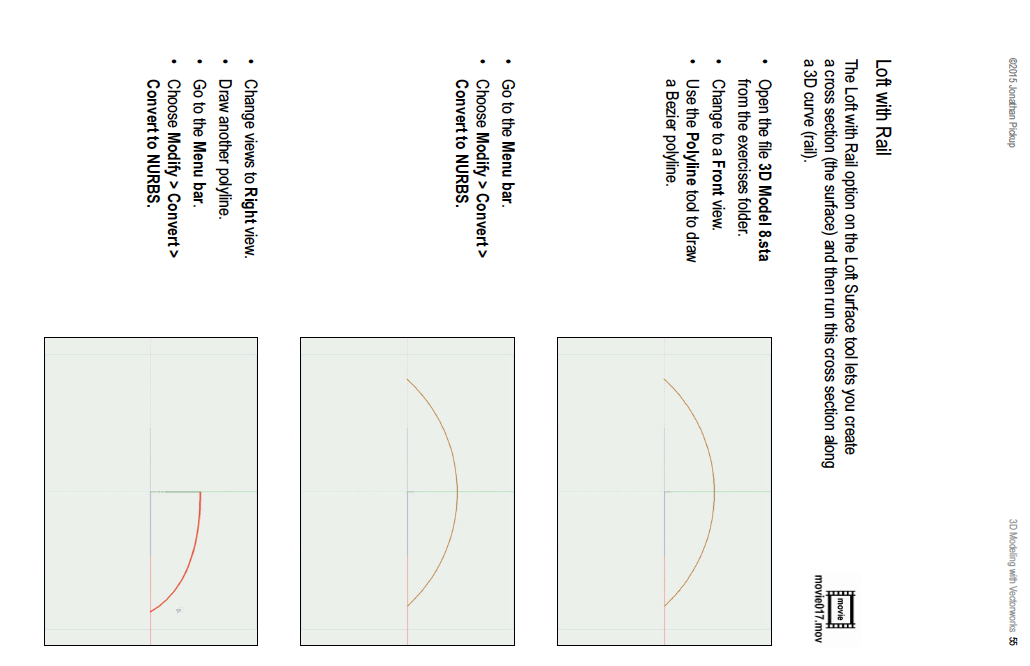 ©2015 Jonathan Pickup
3D Modeling with Vectorworks 55
Loft with Rail
The Loft with Rail option on the Loft Surface tool lets you create
a cross section (the surface) and then run this cross section along
a 3D curve (rail).
movie
movie017.mov
• Open the file 3D Model 8.sta
from the exercises folder.
• Change to a Front view.
• Use the Polyline tool to draw
a Bezier polyline.
• Go to the Menu bar.
• Choose Modify > Convert >
Convert to NURBS.
• Change views to Right view.
• Draw another polyline.
• Go to the Menu bar.
• Choose Modify > Convert >
Convert to NURBS.